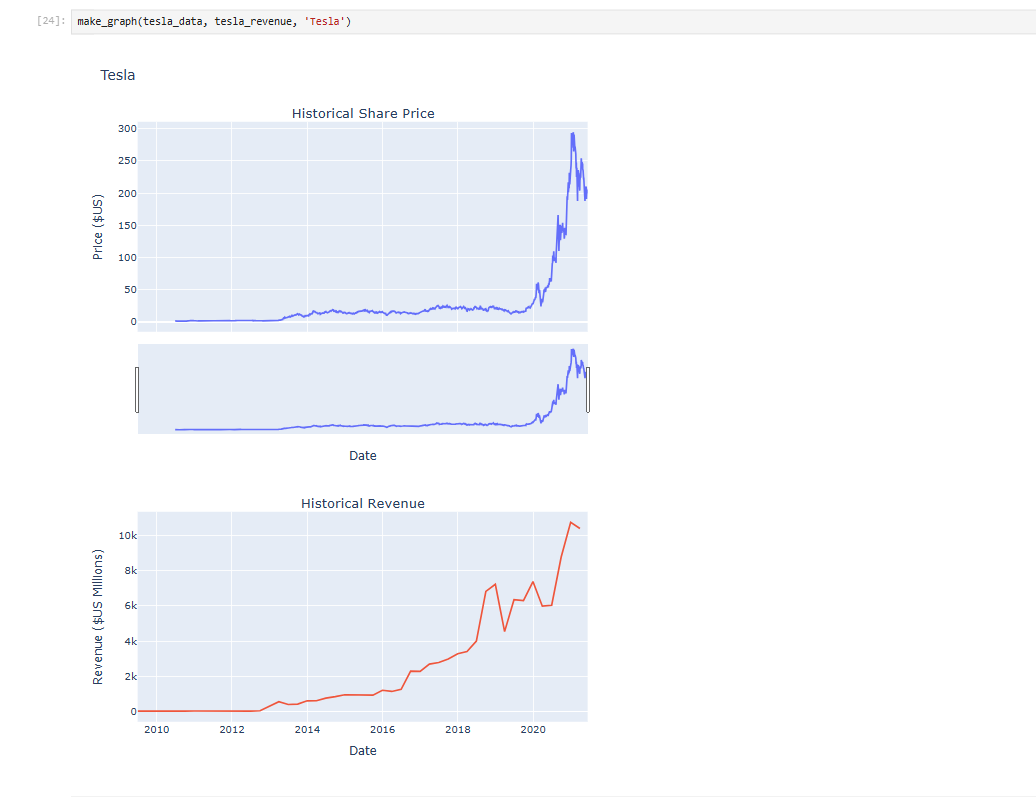 [24]: make_graph(tesla_data, tesla_revenue, 'Tesla')
Tesla
Historical Share Price
300
250
200
150
100
50
0
Price ($US)
Date
Historical Revenue
10k
8k
6k
4k
2k
0
Revenue ($US Millions)
2010 2012 2014 2016 2018 2020
Date